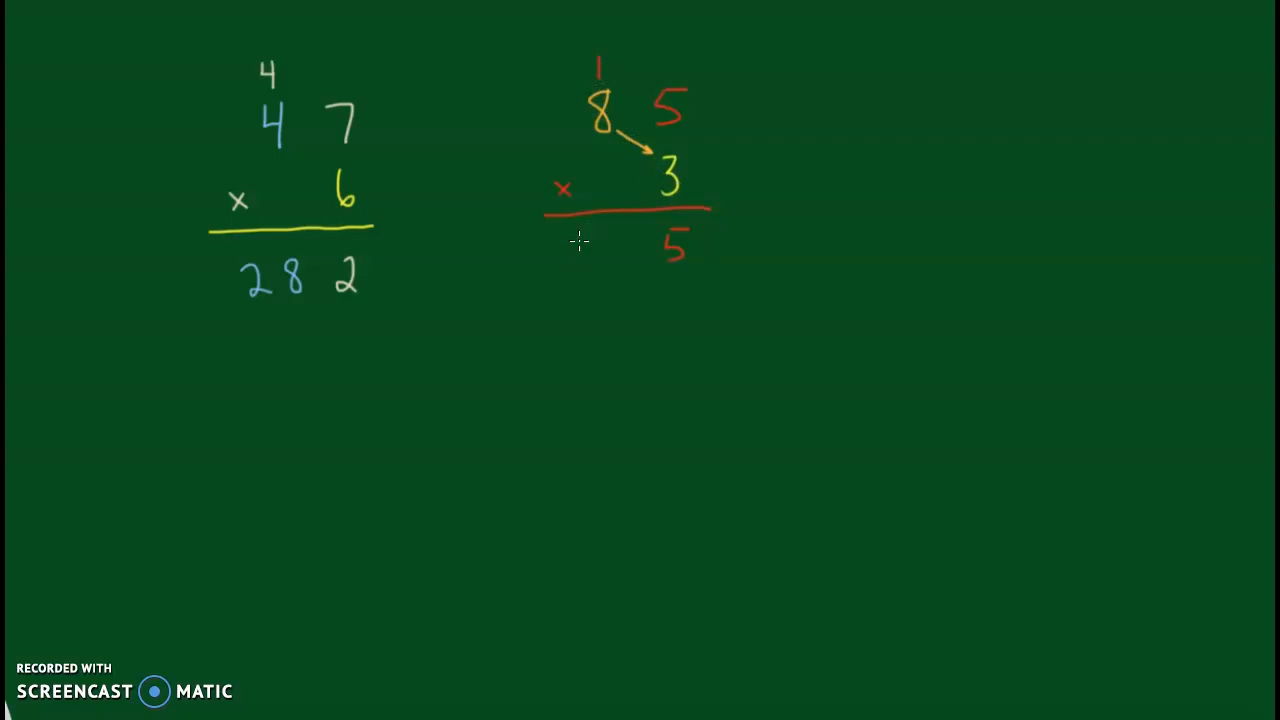 4
4 7
x 6
2 8 2
1
8 5
x 3
5
RECORDED WITH
SCREENCAST MATIC